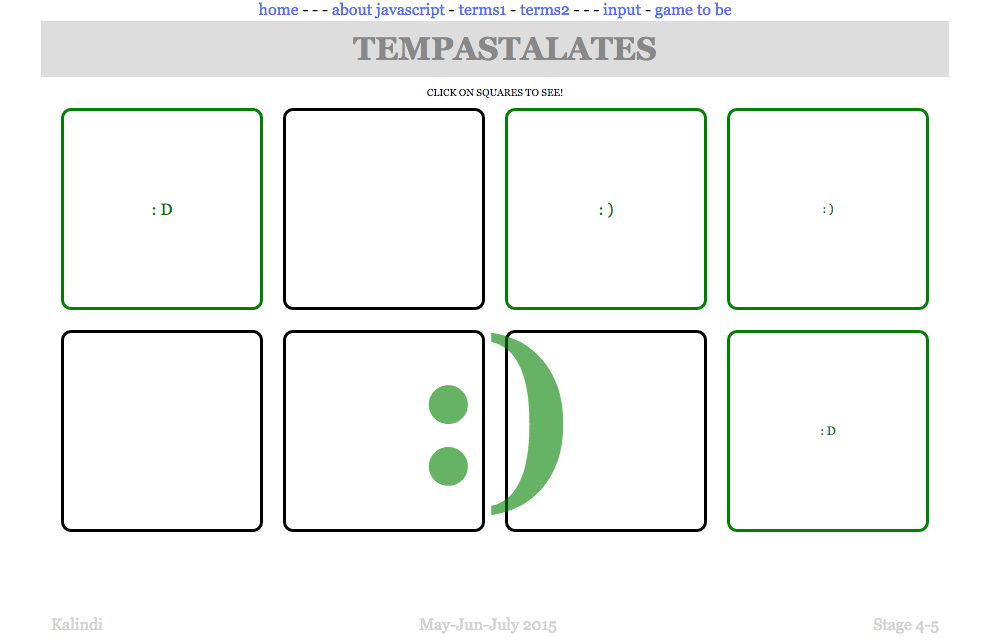 home - - - about javascript - terms1 - terms2 - - - input - game to be
TEMPASTALATES
CLICK ON SQUARES TO SEE!
: D
: )
: )
: )
: D
Kalindi
May-Jun-July 2015
Stage 4-5